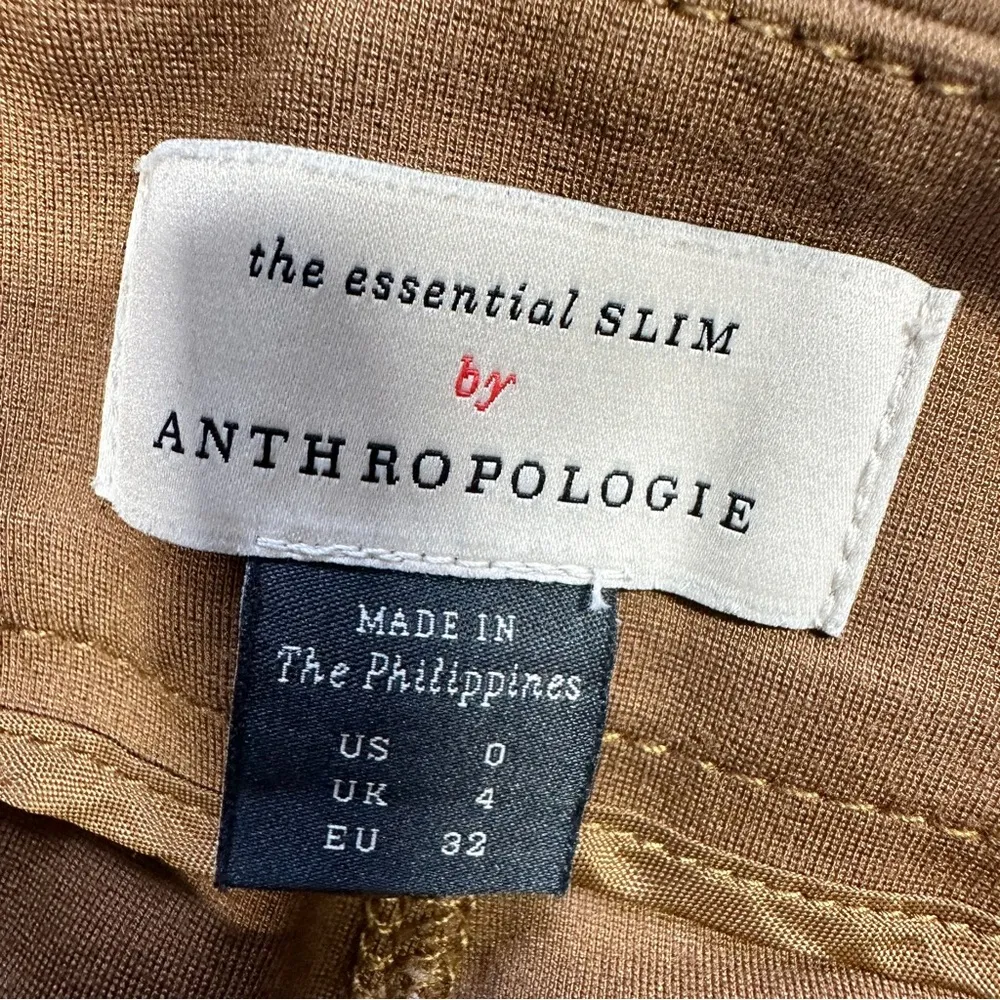 the essential SLIM
by
ANTHROPOLOGIE
MADE IN
The Philippines
US 0
UK 4
EU 32